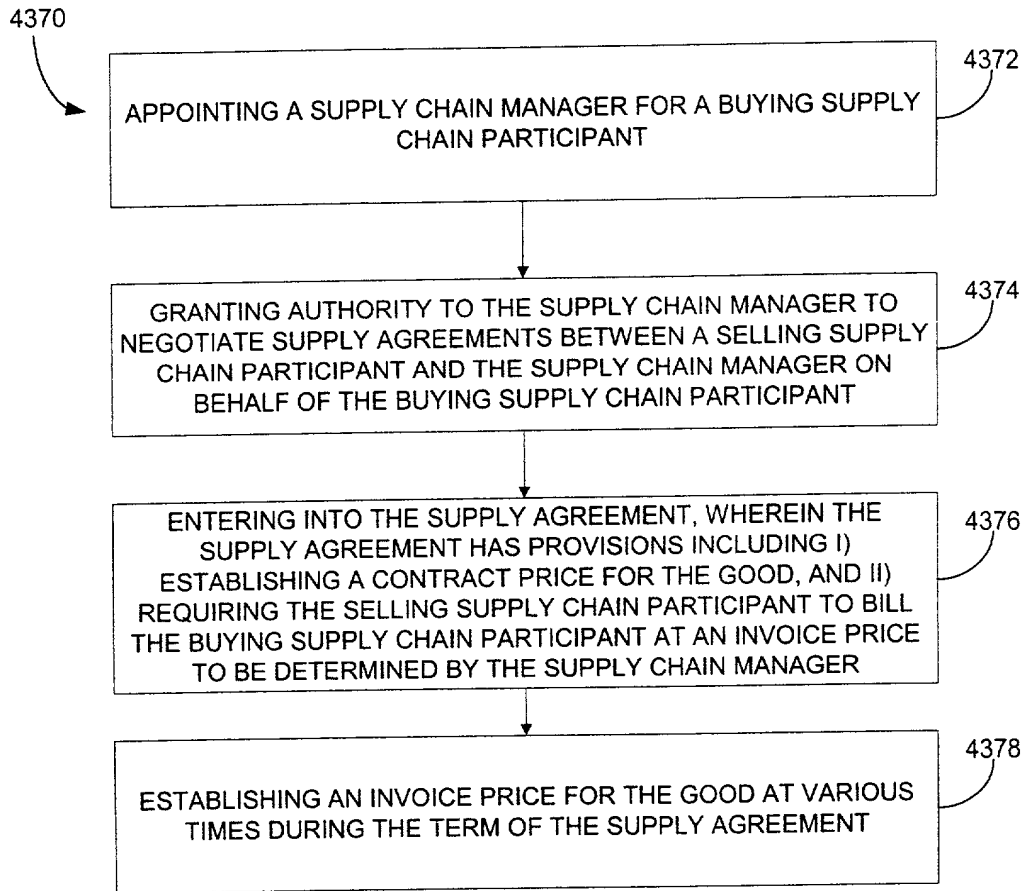 4370
4372
APPOINTING A SUPPLY CHAIN MANAGER FOR A BUYING SUPPLY
CHAIN PARTICIPANT
4374
GRANTING AUTHORITY TO THE SUPPLY CHAIN MANAGER TO
NEGOTIATE SUPPLY AGREEMENTS BETWEEN A SELLING SUPPLY
CHAIN PARTICIPANT AND THE SUPPLY CHAIN MANAGER ON
BEHALF OF THE BUYING SUPPLY CHAIN PARTICIPANT
4376
ENTERING INTO THE SUPPLY AGREEMENT, WHEREIN THE
SUPPLY AGREEMENT HAS PROVISIONS INCLUDING I)
ESTABLISHING A CONTRACT PRICE FOR THE GOOD, AND II)
REQUIRING THE SELLING SUPPLY CHAIN PARTICIPANT TO BILL
THE BUYING SUPPLY CHAIN PARTICIPANT AT AN INVOICE PRICE
TO BE DETERMINED BY THE SUPPLY CHAIN MANAGER
4378
ESTABLISHING AN INVOICE PRICE FOR THE GOOD AT VARIOUS
TIMES DURING THE TERM OF THE SUPPLY AGREEMENT